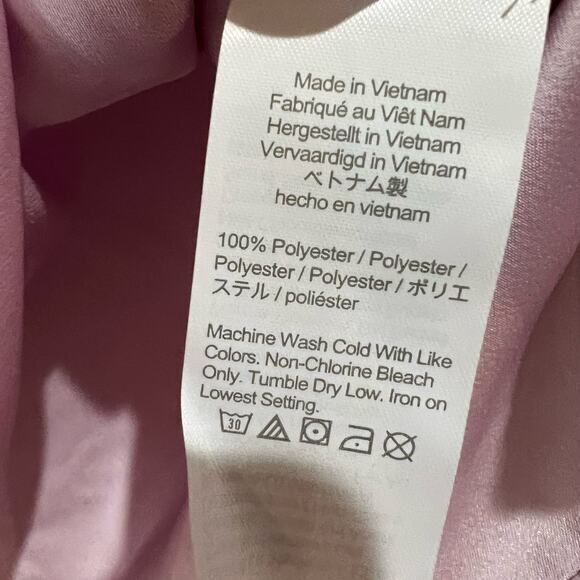 Made in Vietnam
Fabriqué au Viêt Nam
Hergestellt in Vietnam
Vervaardigd in Vietnam
ベトナム製
hecho en vietnam
100% Polyester / Polyester /
Polyester / Polyester / ポリエ
ステル / poliéster
Machine Wash Cold With Like
Colors. Non-Chlorine Bleach
Only. Tumble Dry Low. Iron on
Lowest Setting.
30